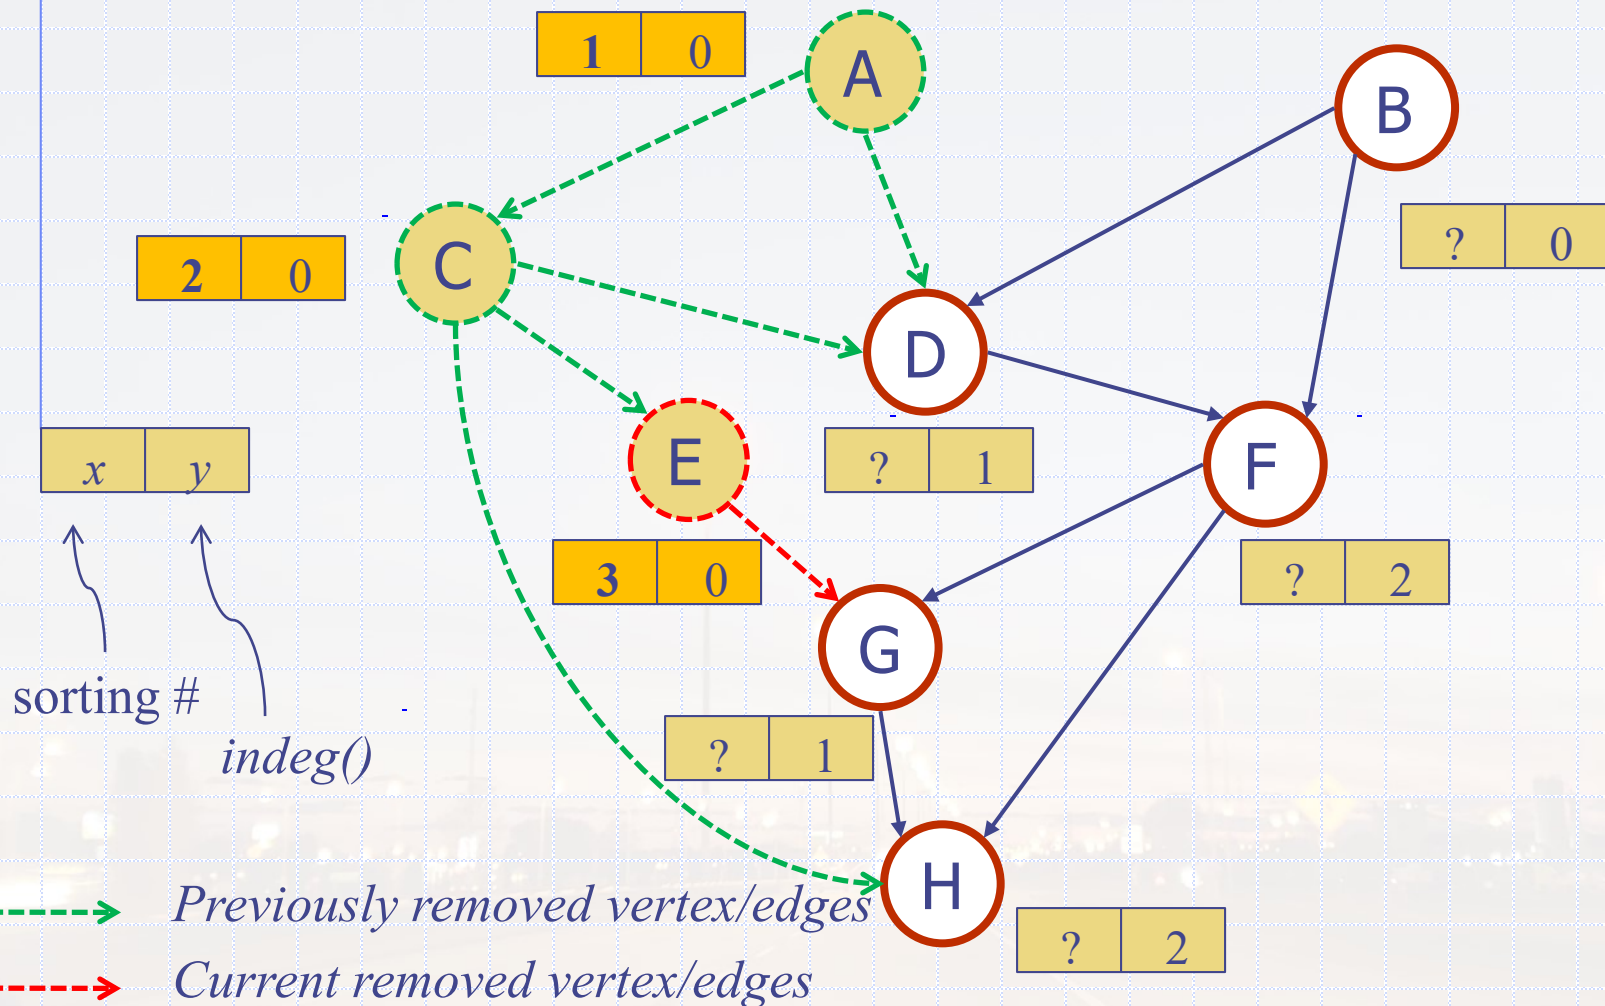 1 0
A
B
? 0
C
2 0
D
E
? 1
F
x y
3 0
? 2
G
sorting #
? 1
indeg()
H
Previously removed vertex/edges
? 2
Current removed vertex/edges